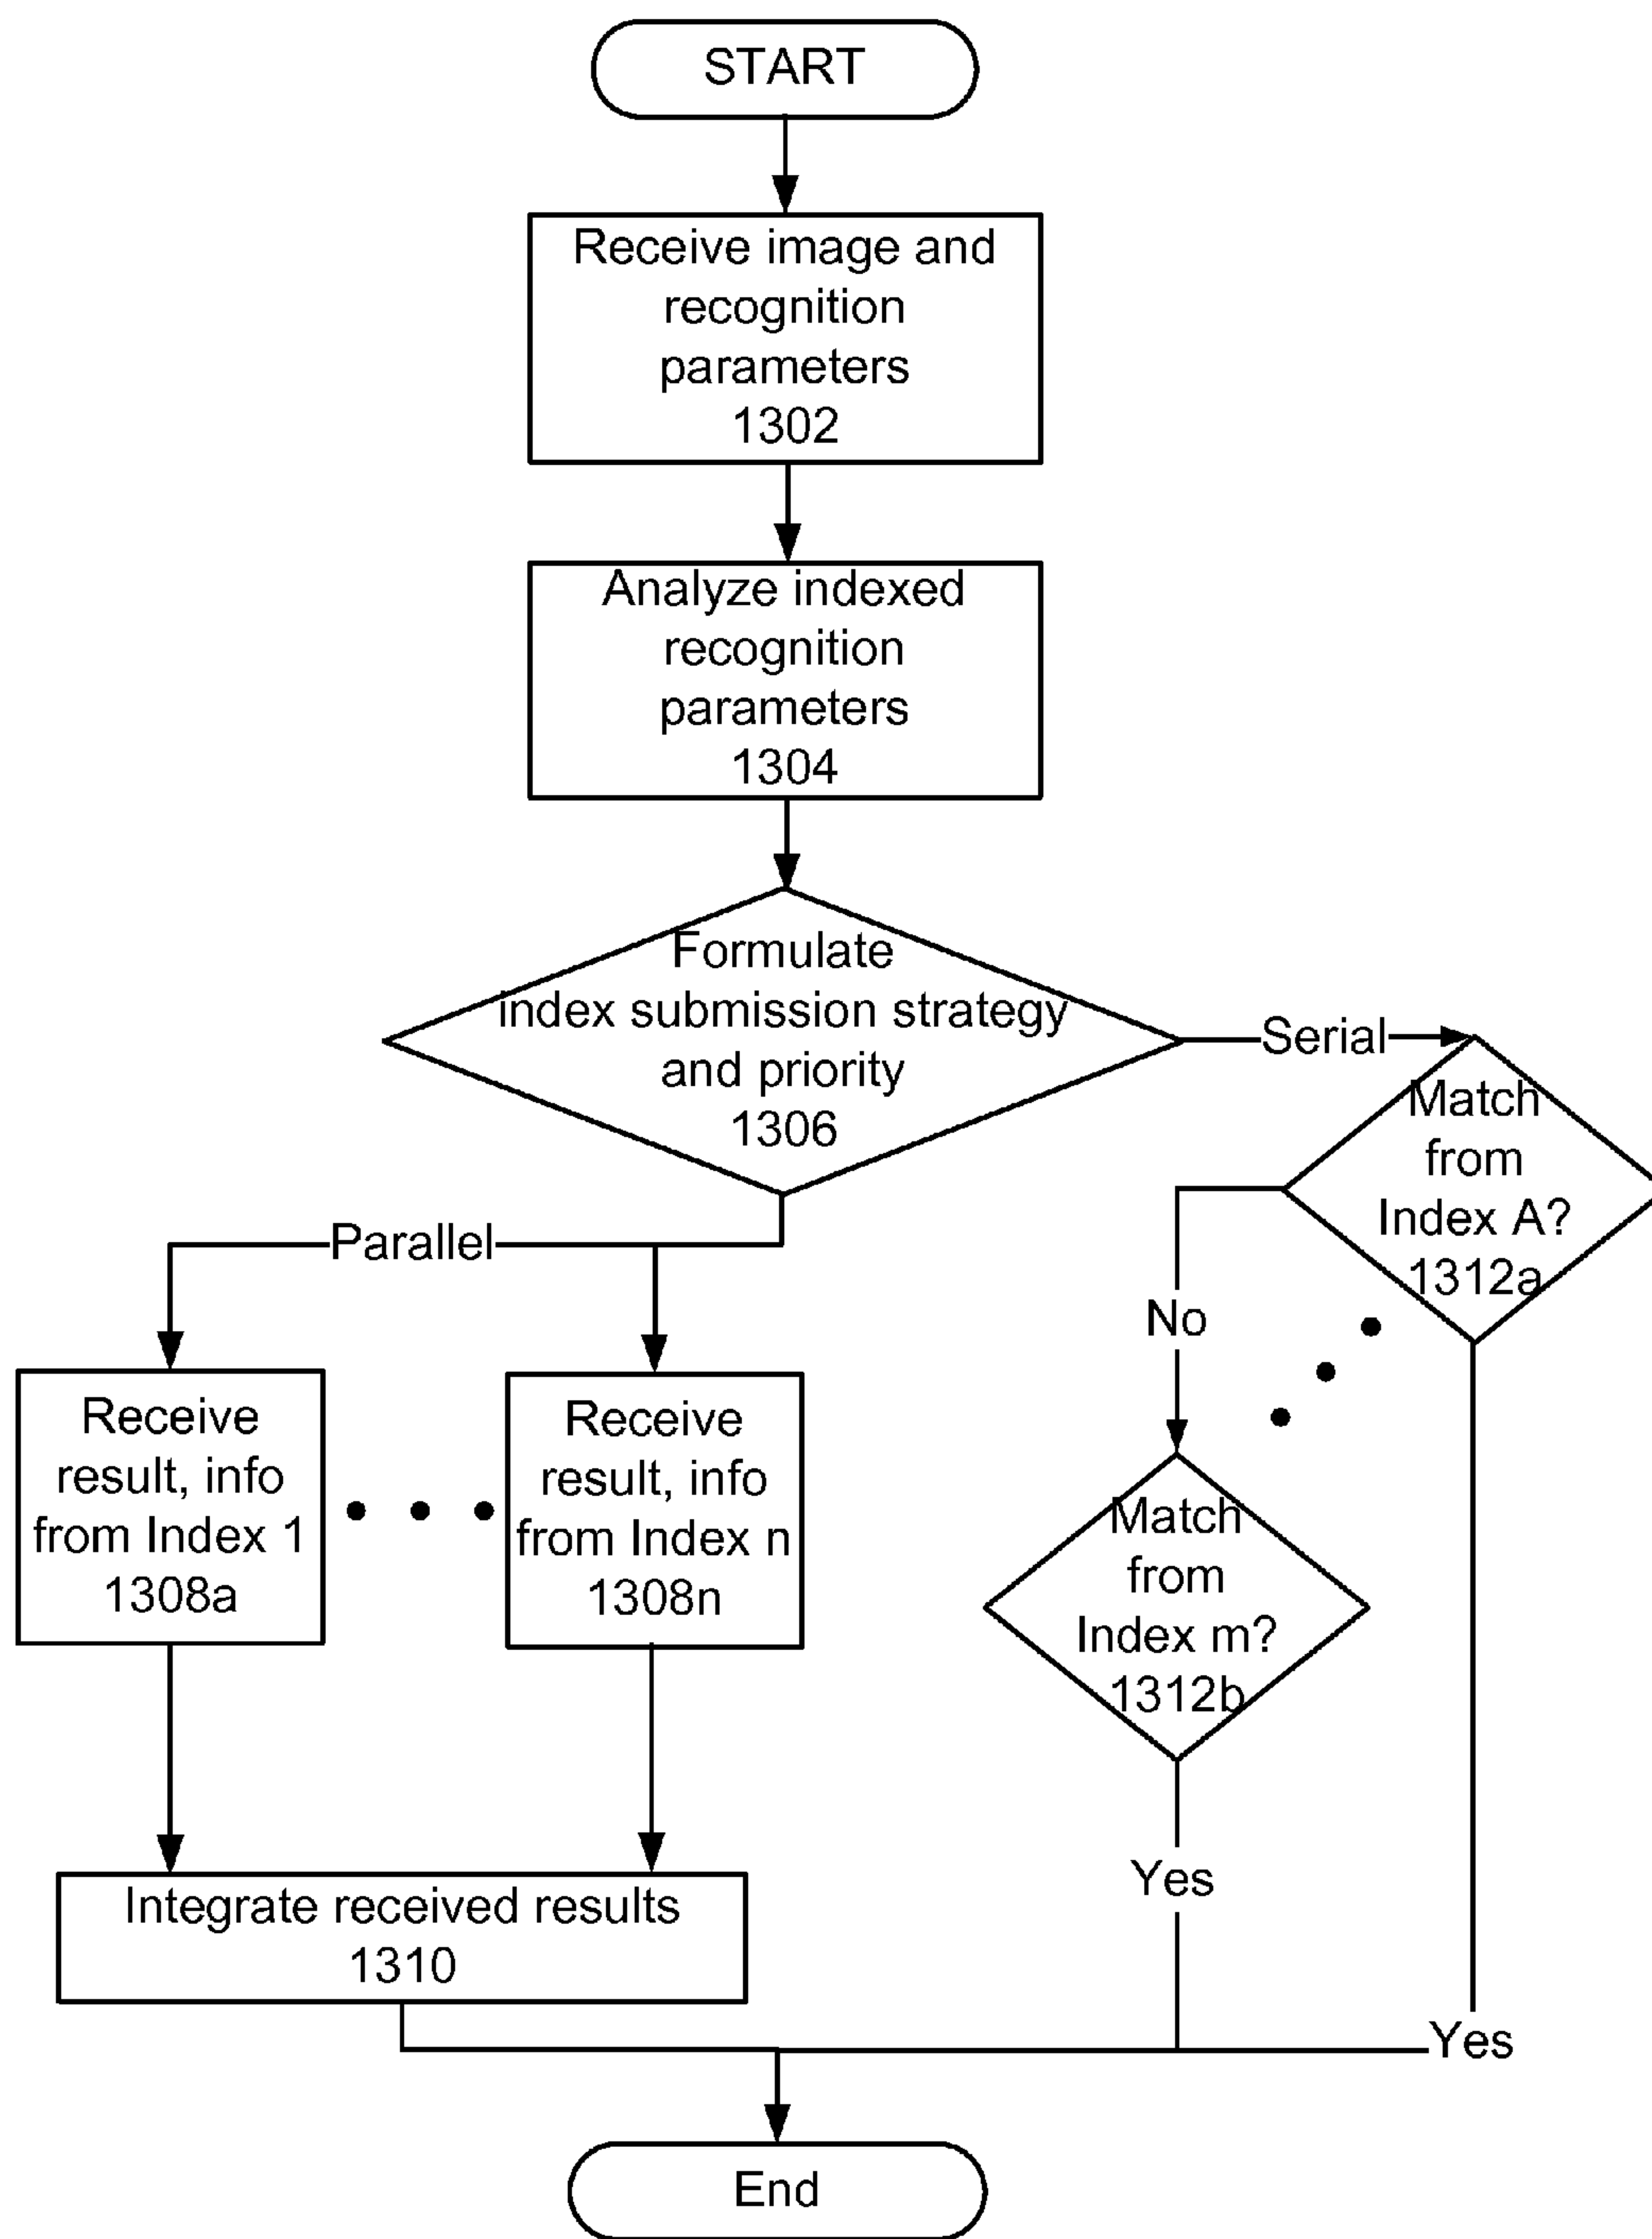 START
Receive image and
recognition
parameters
1302
Analyze indexed
recognition
parameters
1304
Formulate
index submission strategy
and priority
1306
Serial
Match
from
Index A?
1312a
Parallel
No
Receive
result, info
from Index 1
1308a
Receive
result, info
from Index n
1308n
Match
from
Index m?
1312b
Yes
Integrate received results
1310
Yes
End